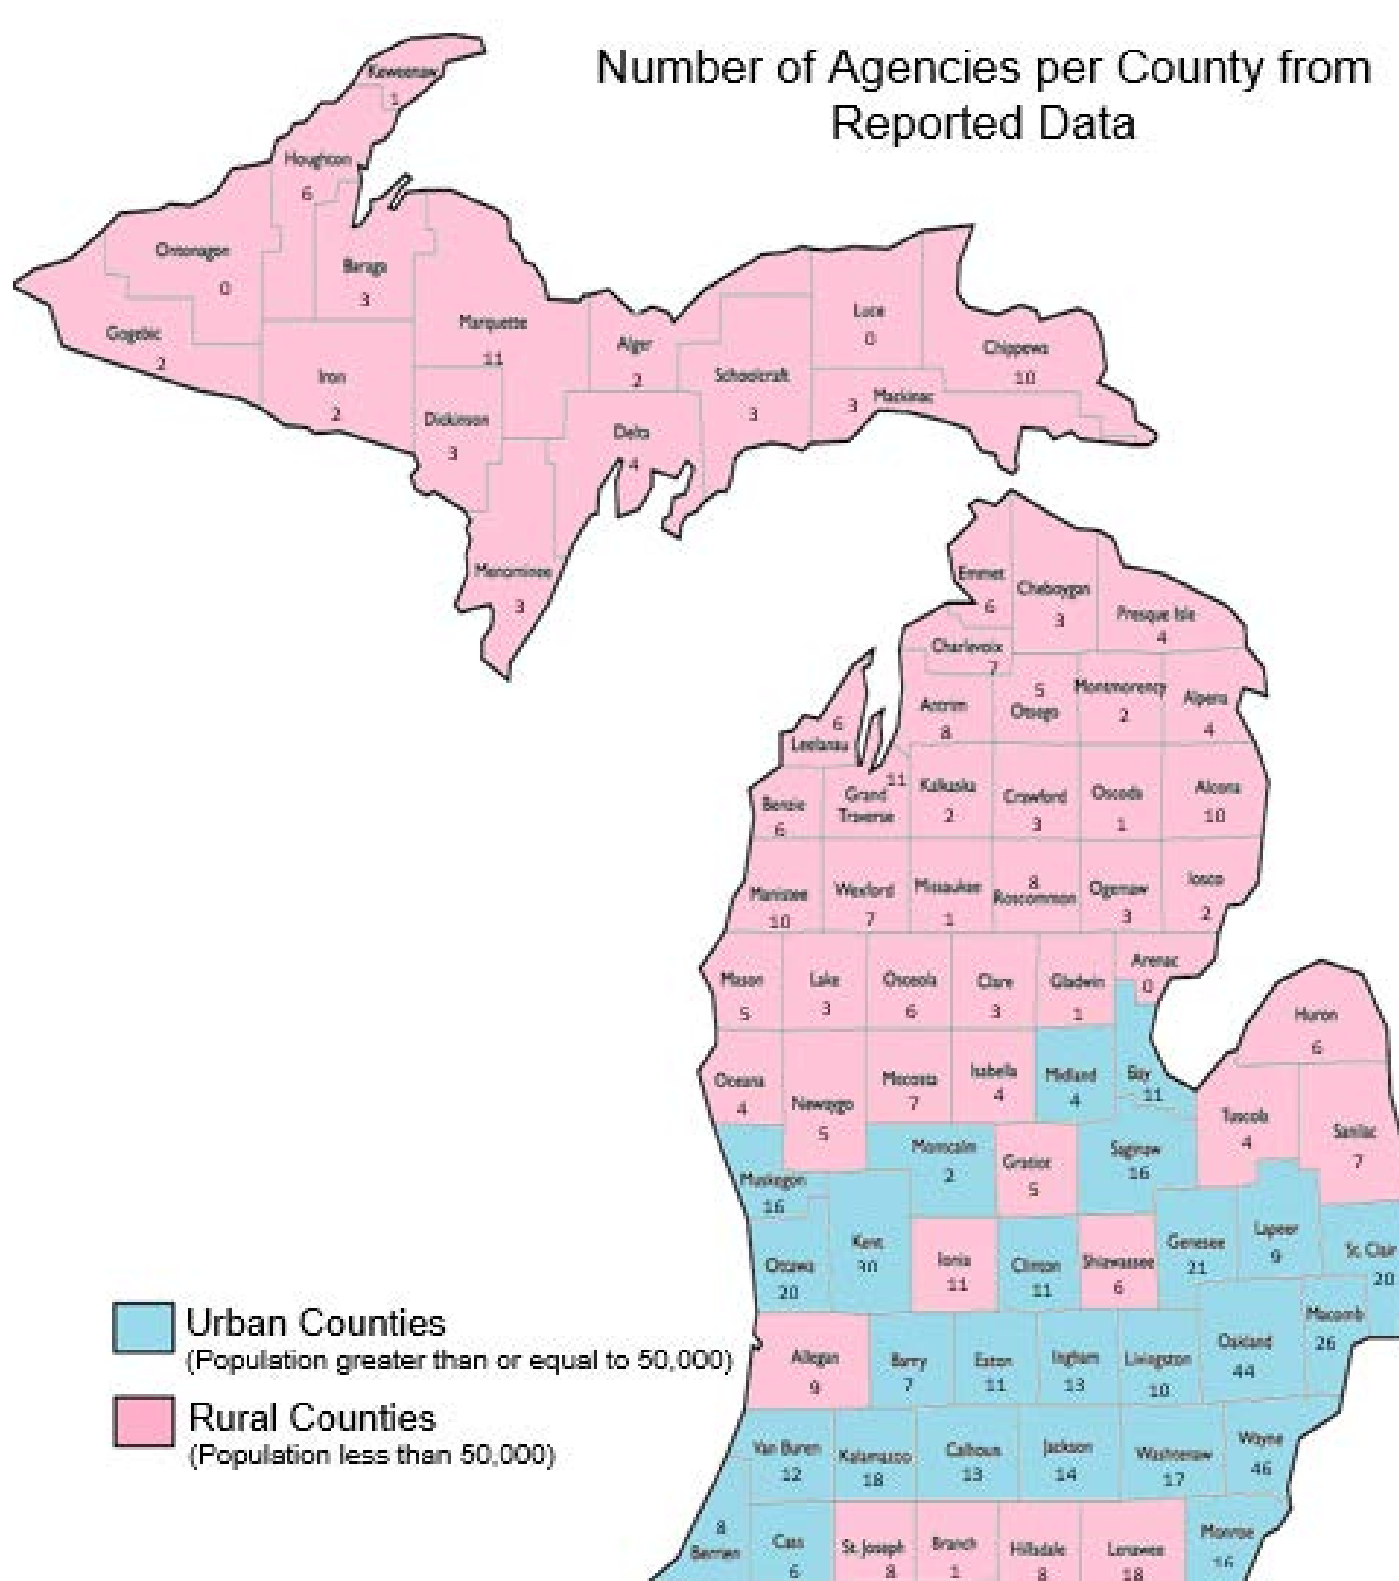 Number of Agencies per County from
Reported Data
Keweenaw
1
Houghton
6
Ontonagon
0
Baraga
3
Gogebic
2
Marquette
11
Iron
2
Dickinson
3
Alger
2
Luce
0
Chippewa
10
Schoolcraft
3
3 Mackinac
Delta
4
Menominee
3
Emmet
6
Cheboygan
3
Presque Isle
4
Charlevoix
7
Antrim
8
5
Otsego
Montmorency
2
Alpena
4
6
Leelanau
Benzie
6
11
Grand
Traverse
Kalkaska
2
Crawford
3
Oscoda
1
Alcona
10
Manistee
10
Wexford
7
Missaukee
1
8
Roscommon
Ogemaw
3
Iosco
2
Mason
5
Lake
3
Osceola
6
Clare
3
Gladwin
1
Arenac
0
Huron
6
Oceana
4
Newaygo
5
Mecosta
7
Isabella
4
Midland
4
Bay
11
Tuscola
4
Sanilac
7
Muskegon
16
Montcalm
2
Gratiot
5
Saginaw
16
Ottawa
20
Kent
30
Ionia
11
Clinton
11
Shiawassee
6
Genesee
21
Lapeer
9
St. Clair
20
Urban Counties
(Population greater than or equal to 50,000)
Allegan
9
Barry
7
Eaton
11
Ingham
13
Livingston
10
Oakland
44
Macomb
26
Rural Counties
(Population less than 50,000)
Van Buren
12
Kalamazoo
18
Calhoun
13
Jackson
14
Washtenaw
17
Wayne
46
8
Berrien
Cass
6
St. Joseph
8
Branch
1
Hillsdale
8
Lenawee
18
Monroe
16